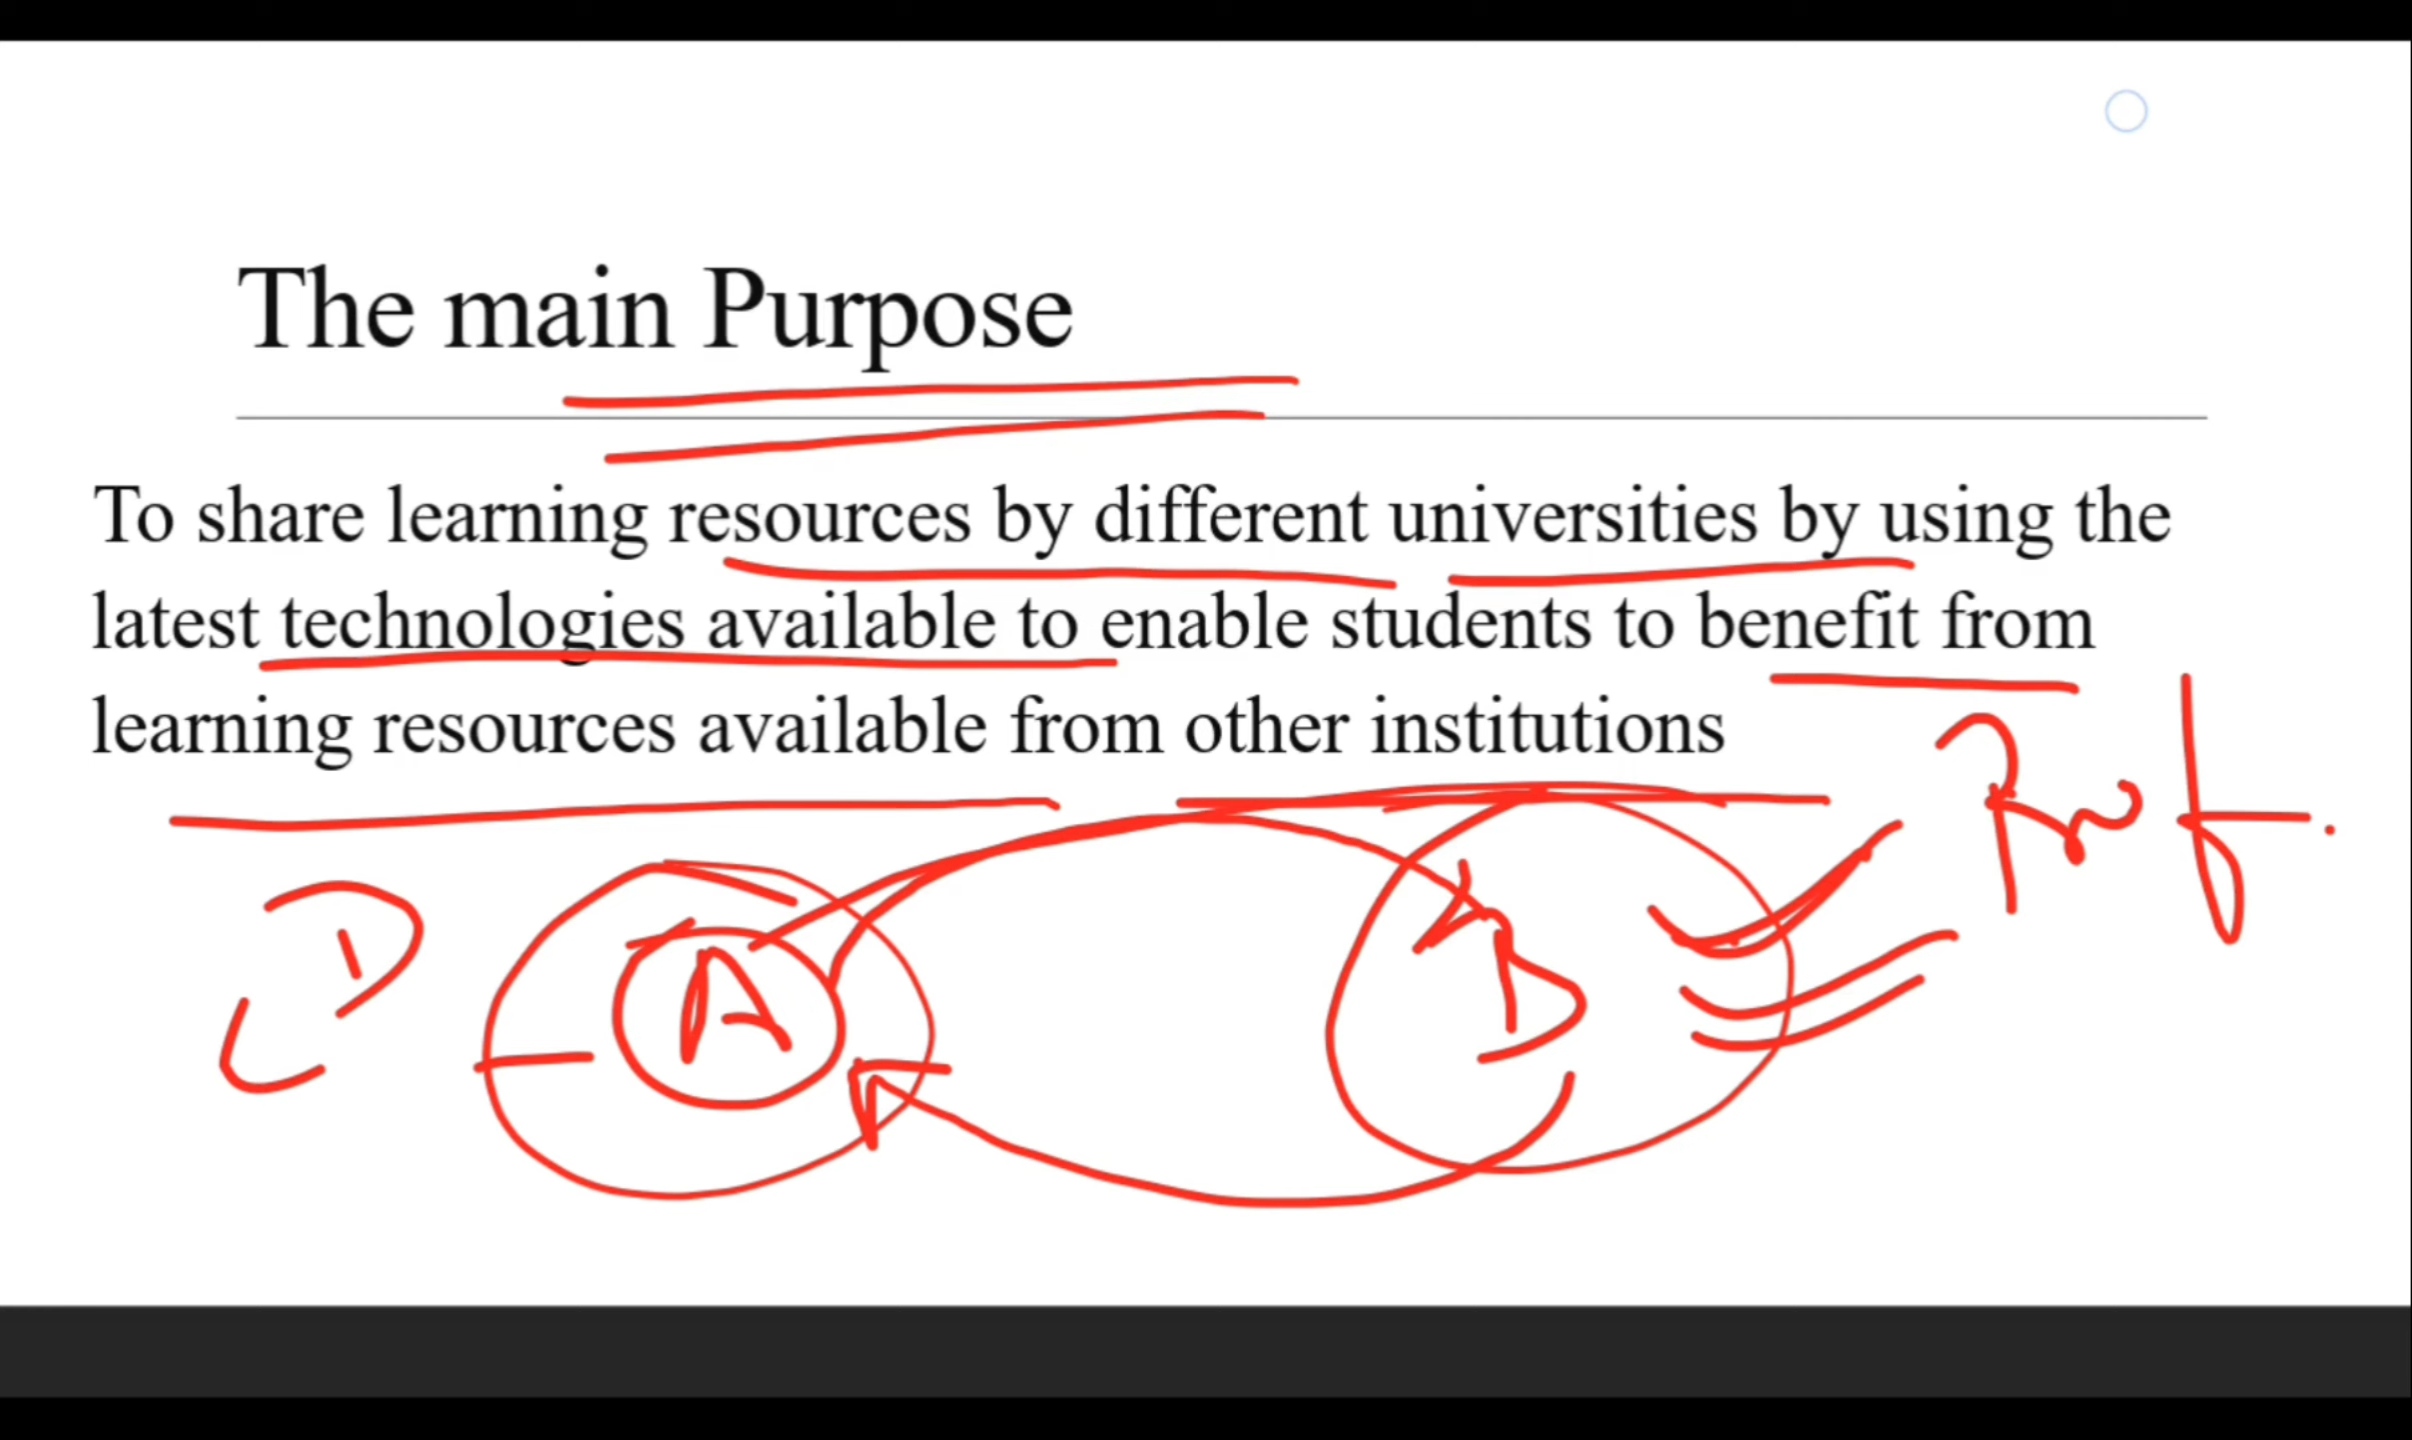 The main Purpose
To share learning resources by different universities by using the
latest technologies available to enable students to benefit from
learning resources available from other institutions
Prof.
A